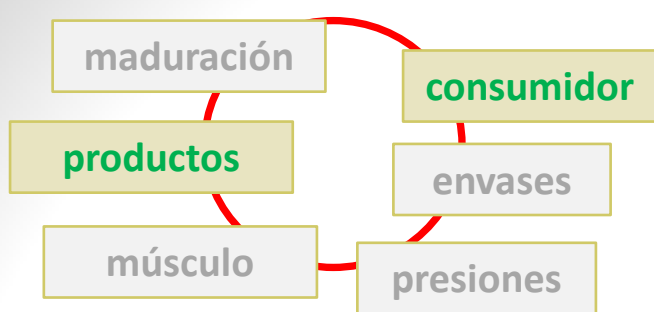 maduración
consumidor
productos
envases
músculo
presiones